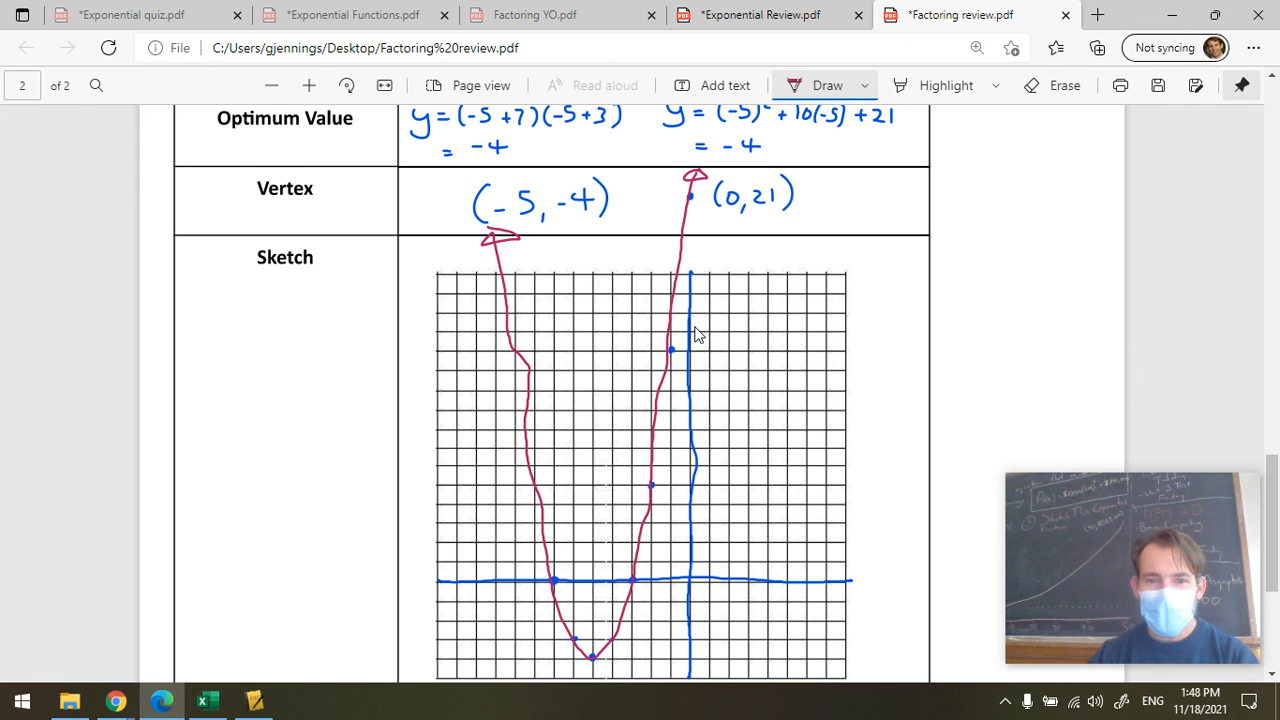 *Exponential quiz.pdf
*Exponential Functions.pdf
Factoring YO.pdf
*Exponential Review.pdf
*Factoring review.pdf
File C:/Users/gjennings/Desktop/Factoring%20review.pdf
Not syncing
2 of 2
Page view
Read aloud
Add text
Draw
Highlight
Erase
Optimum Value
y = (-5 +7)(-5+3)
= -4
y = (-5)² + 10(-5) + 21
= -4
Vertex
(-5, -4)
(0,21)
Sketch
ENG
1:48 PM
11/18/2021